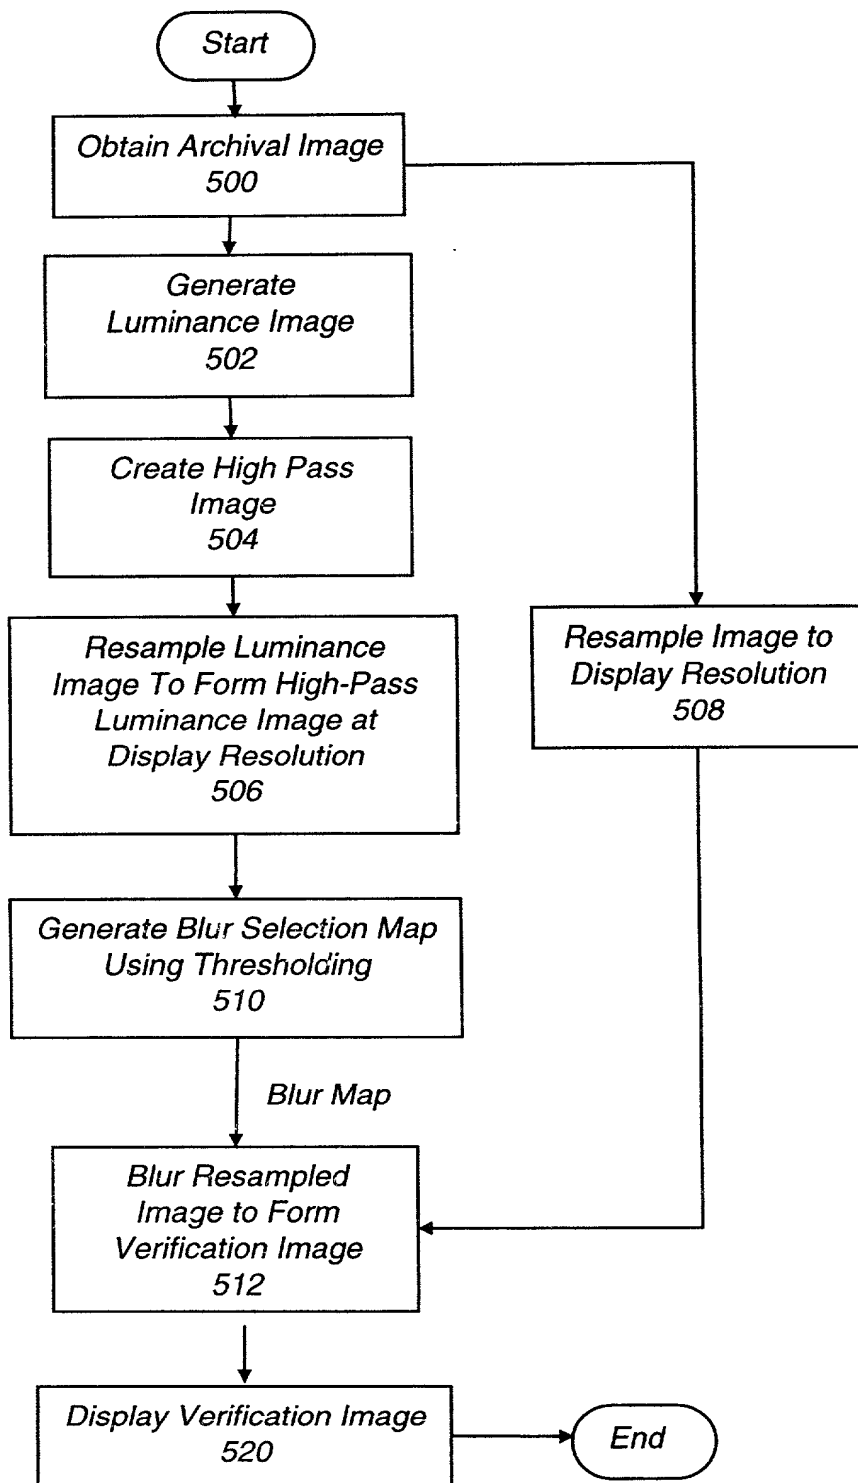 Start
Obtain Archival Image
500
Generate
Luminance Image
502
Create High Pass
Image
504
Resample Luminance
Image To Form High-Pass
Luminance Image at
Display Resolution
506
Resample Image to
Display Resolution
508
Generate Blur Selection Map
Using Thresholding
510
Blur Map
Blur Resampled
Image to Form
Verification Image
512
Display Verification Image
520
End